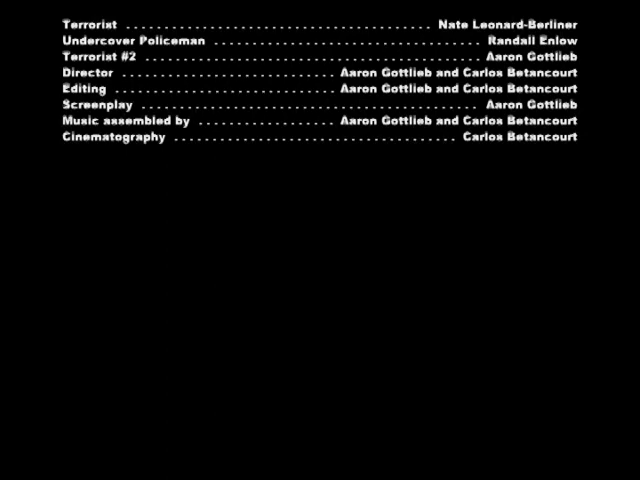 Terrorist . . . . . . . . . . . . . . . . . . . . . . . . . . . . . . . . . . . . Nate Leonard-Berliner
Undercover Policeman . . . . . . . . . . . . . . . . . . . . . . . . . . . . . . . Randall Enlow
Terrorist #2 . . . . . . . . . . . . . . . . . . . . . . . . . . . . . . . . . . . . . . . Aaron Gottlieb
Director . . . . . . . . . . . . . . . . . . . . . . . . . Aaron Gottlieb and Carlos Betancourt
Editing . . . . . . . . . . . . . . . . . . . . . . . . . . Aaron Gottlieb and Carlos Betancourt
Screenplay . . . . . . . . . . . . . . . . . . . . . . . . . . . . . . . . . . . . . . . Aaron Gottlieb
Music assembled by . . . . . . . . . . . . . . . . Aaron Gottlieb and Carlos Betancourt
Cinematography . . . . . . . . . . . . . . . . . . . . . . . . . . . . . . . . . Carlos Betancourt